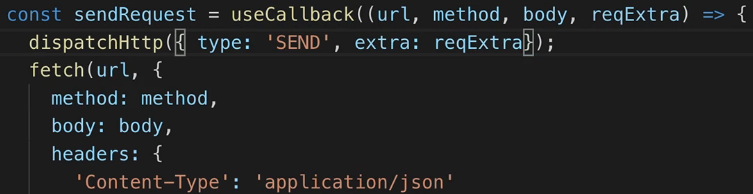 const sendRequest = useCallback((url, method, body, reqExtra) => {
dispatchHttp({ type: 'SEND', extra: reqExtra});
fetch(url, {
method: method,
body: body,
headers: {
'Content-Type': 'application/json'